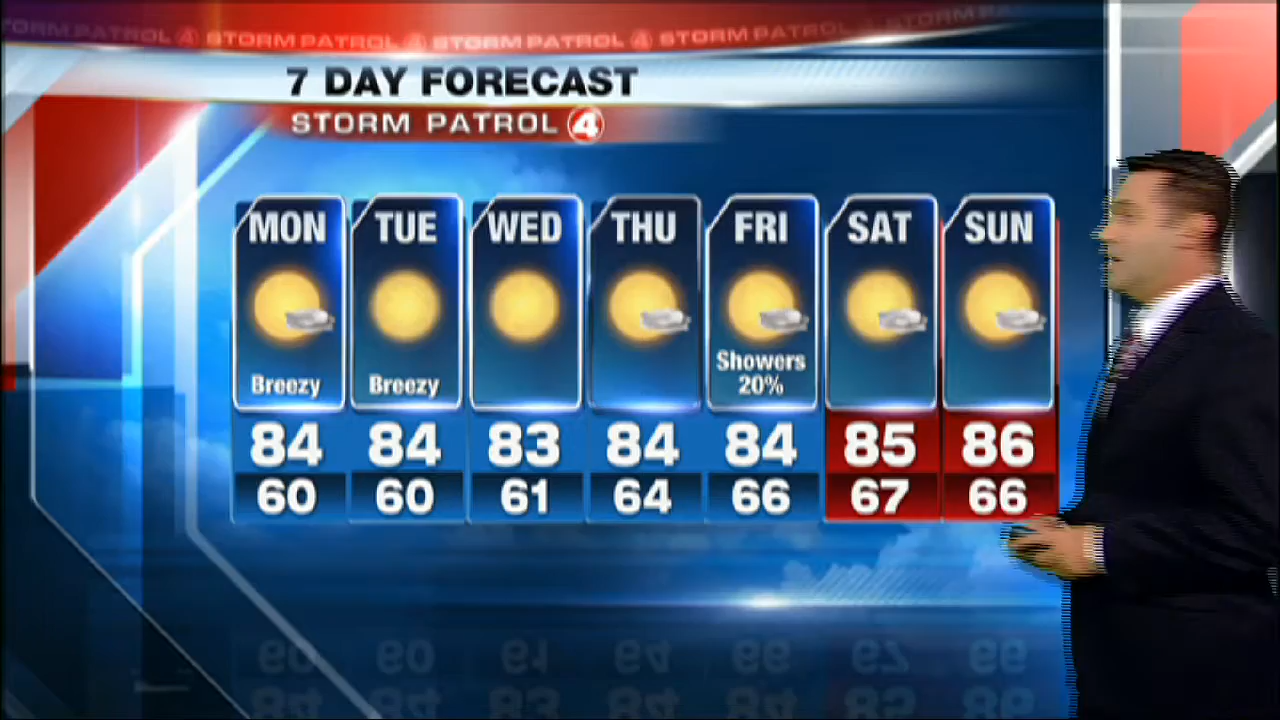 STORM PATROL 4 STORM PATROL 4 STORM PATROL 4 STORM PATROL
7 DAY FORECAST
STORM PATROL 4
MON TUE WED THU FRI SAT SUN
Showers
Breezy Breezy 20%
84 84 83 84 84 85 86
60 60 61 64 66 67 66